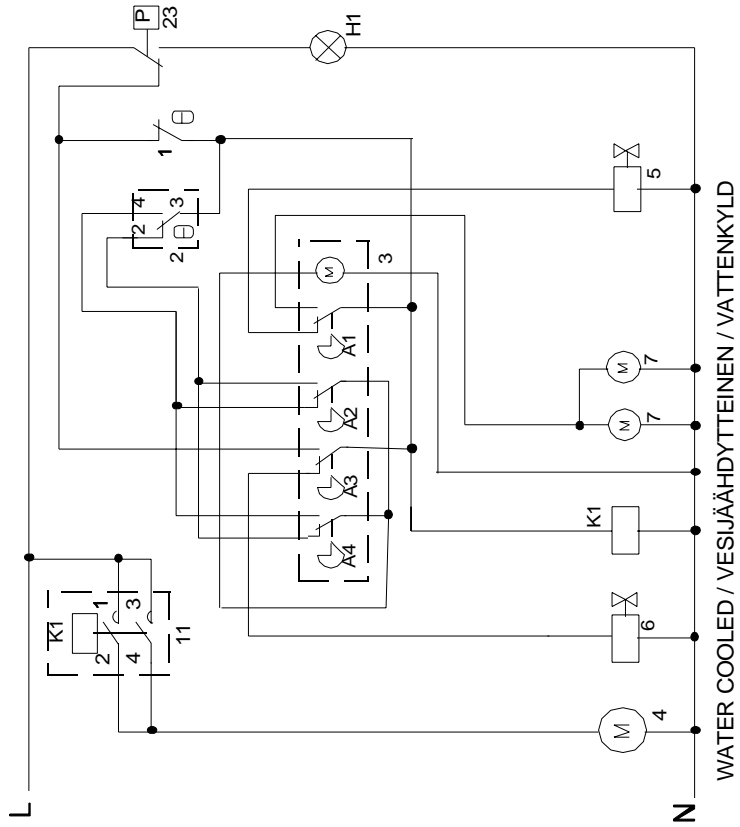 L
K1
2 1
4 3
11
2 4
θ 3
2
1 θ
P
23
M
A4 A3 A2 A1
3
H1
K1
6
5
M
4
M
7
M
7
N
WATER COOLED / VESIJÄÄHDYTTEINEN / VATTENKYLD